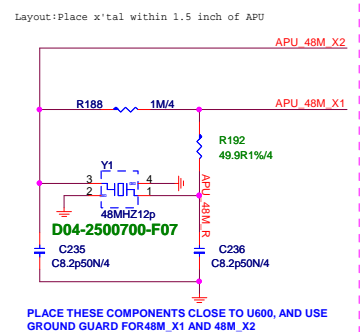 Layout:Place x'tal within 1.5 inch of APU
APU_48M_X2
R188 1M/4 APU_48M_X1
R192
49.9R1%/4
Y1
3 4
2 1
48MHZ12p
APU_48M_R
D04-2500700-F07
C235
C8.2p50N/4
C236
C8.2p50N/4
PLACE THESE COMPONENTS CLOSE TO U600, AND USE
GROUND GUARD FOR48M_X1 AND 48M_X2